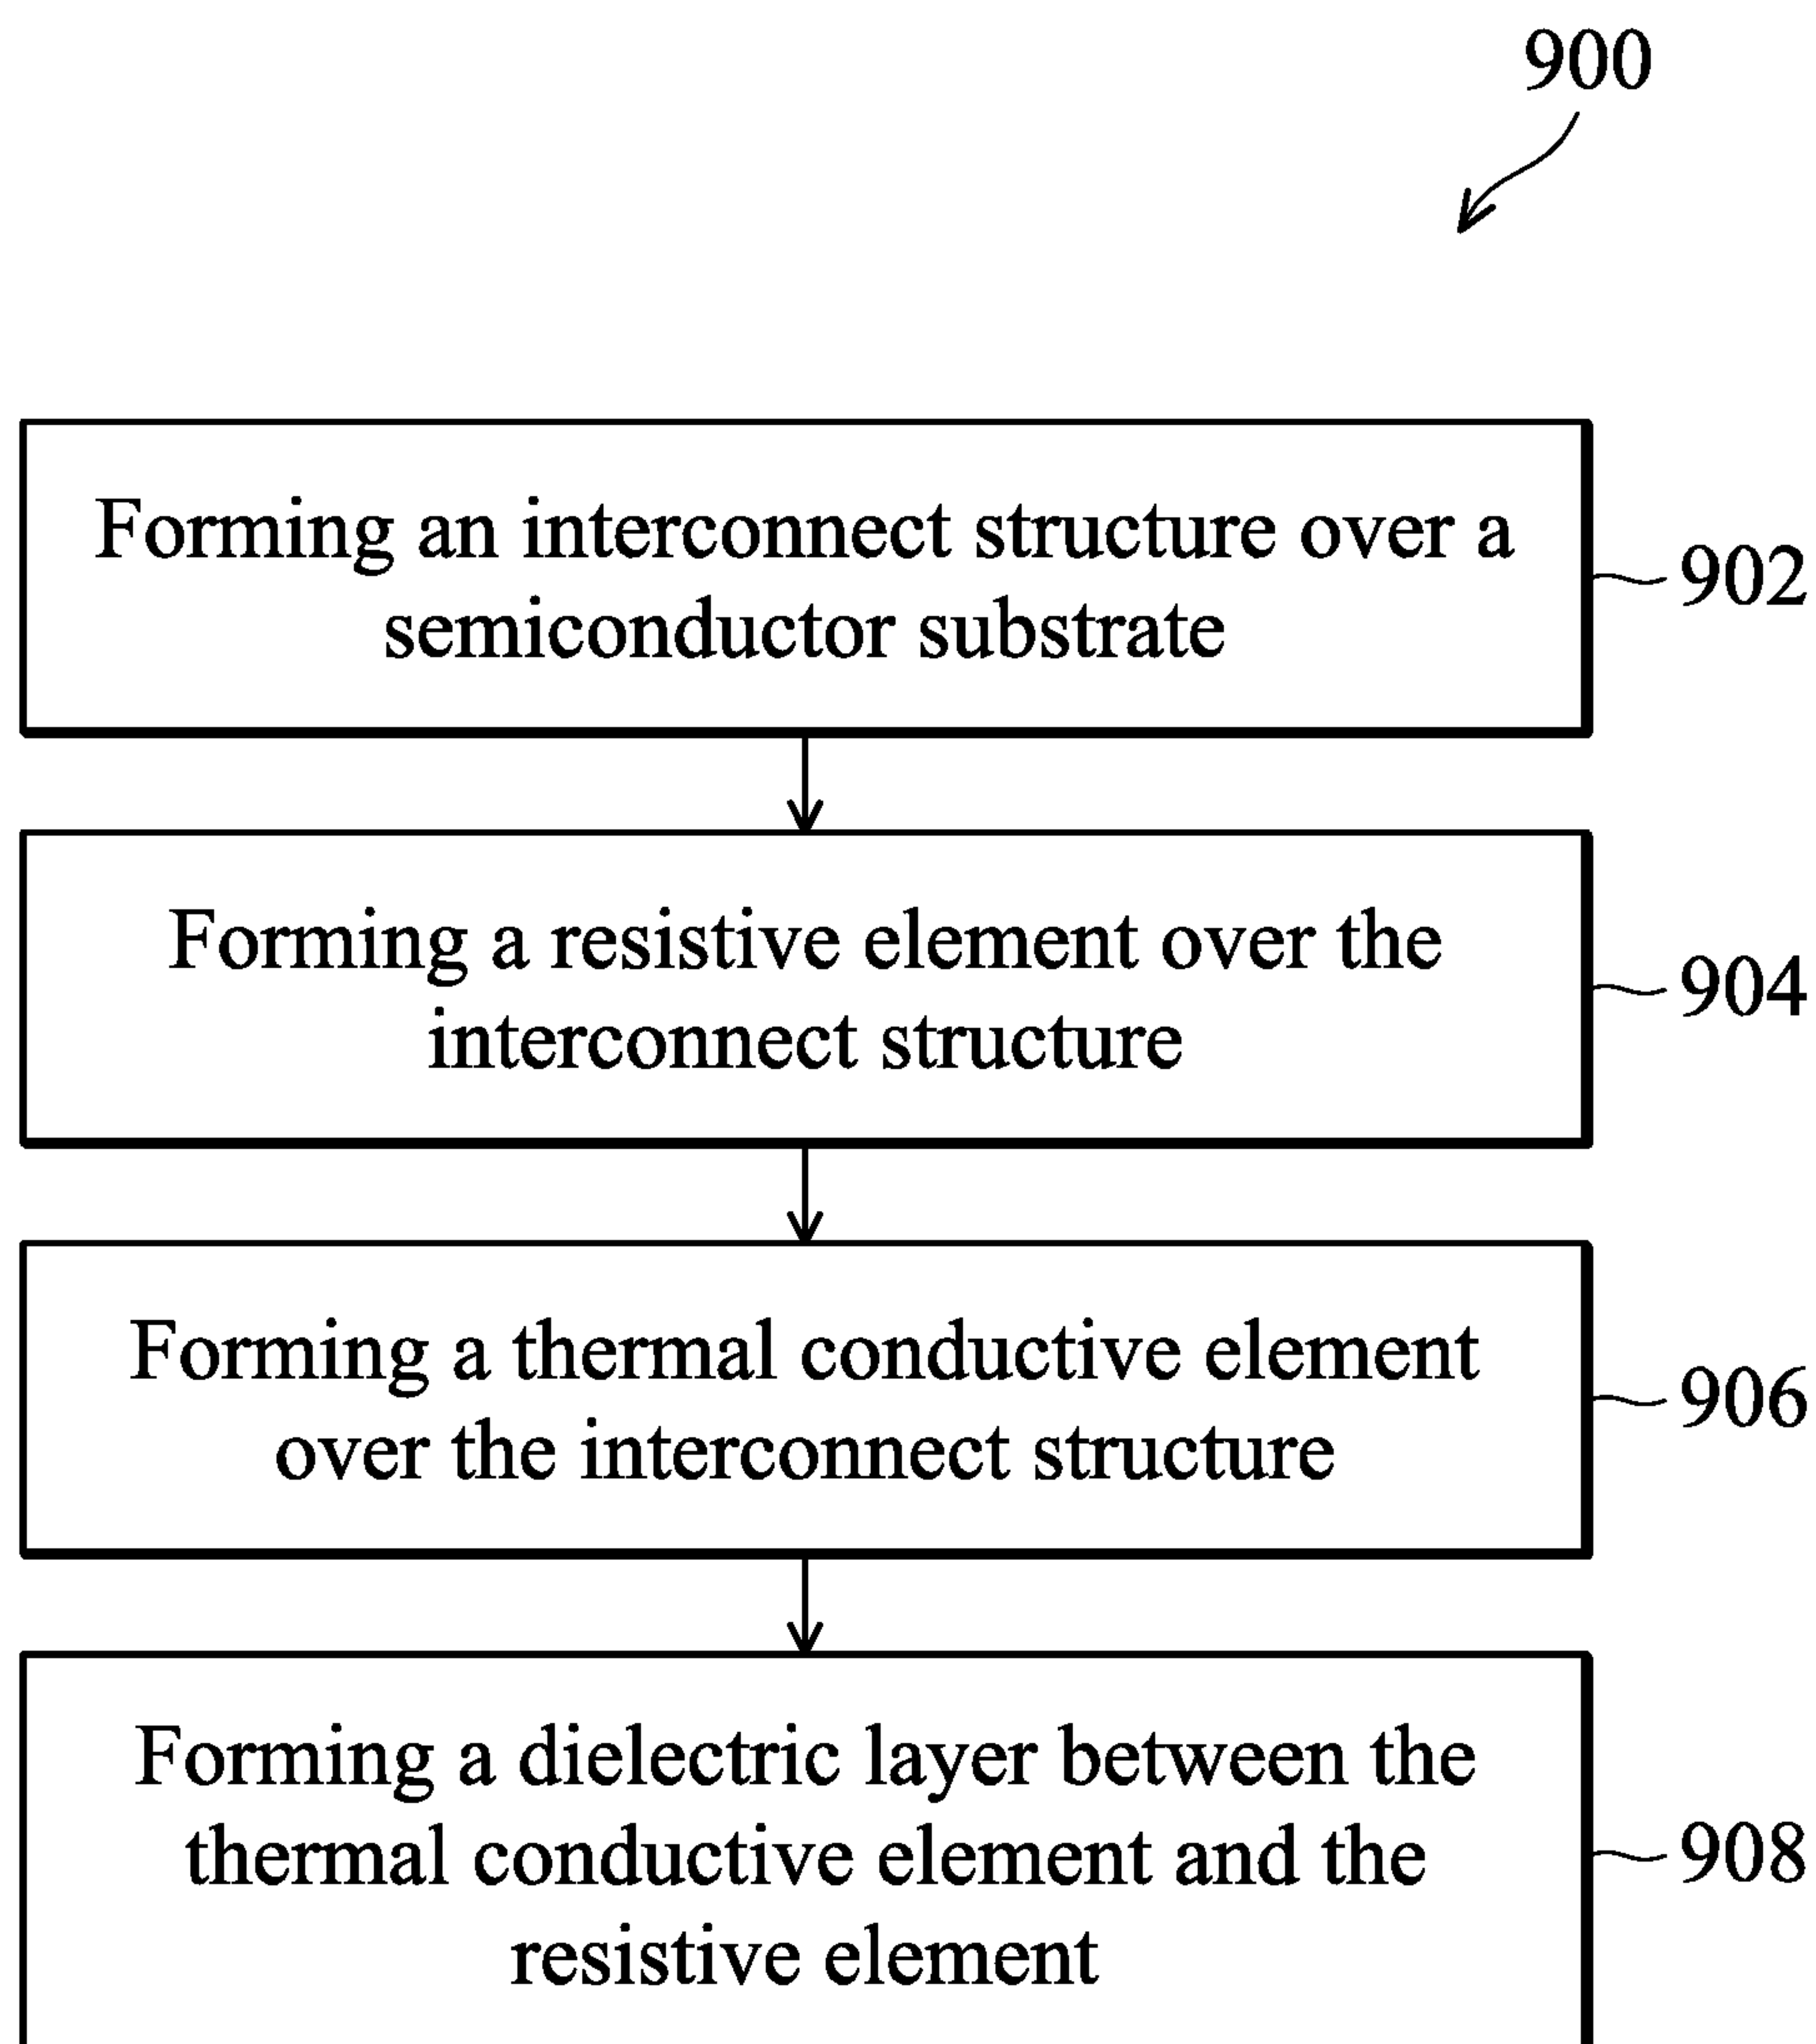 900
Forming an interconnect structure over a
semiconductor substrate
902
Forming a resistive element over the
interconnect structure
904
Forming a thermal conductive element
over the interconnect structure
906
Forming a dielectric layer between the
thermal conductive element and the
resistive element
908